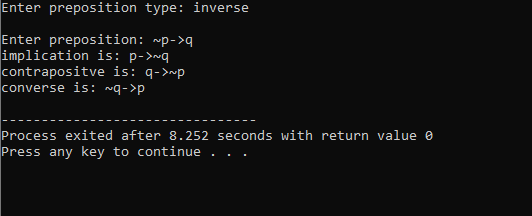 Enter preposition type: inverse
Enter preposition: ~p->q
implication is: p->~q
contrapositve is: q->~p
converse is: ~q->p
--------------------------------
Process exited after 8.252 seconds with return value 0
Press any key to continue . . .